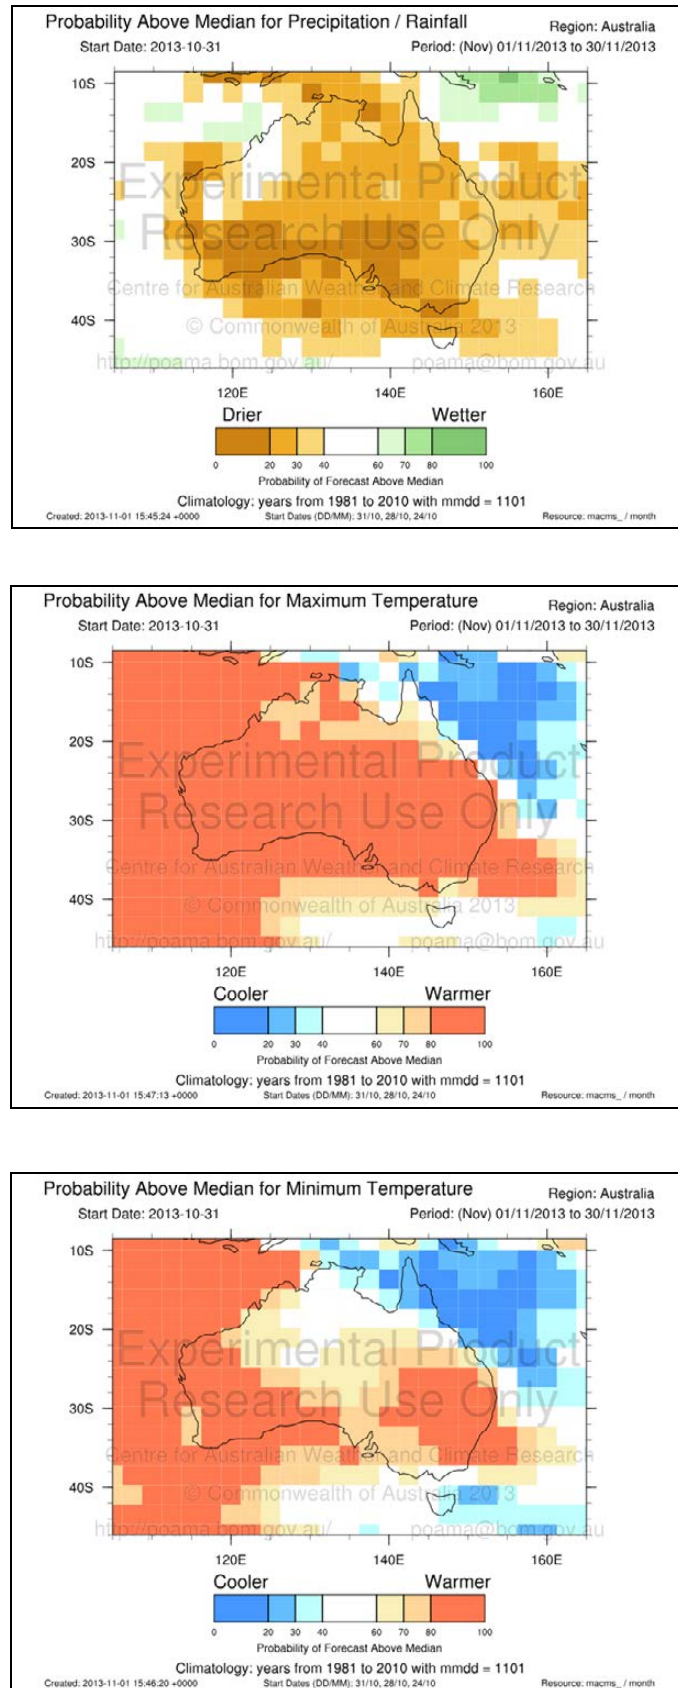 Probability Above Median for Precipitation / Rainfall
Region: Australia
Start Date: 2013-10-31
Period: (Nov) 01/11/2013 to 30/11/2013
10S
20S
30S
40S
Experimental Product
Research Use Only
Centre for Australian Weather and Climate Research
© Commonwealth of Australia 2013
http://poama.bom.gov.au/ poama@bom.gov.au
120E 140E 160E
Drier Wetter
0 20 30 40 60 70 80 100
Probability of Forecast Above Median
Climatology: years from 1981 to 2010 with mmdd = 1101
Created: 2013-11-01 15:45:24 +0000 Start Dates (DD/MM): 31/10, 28/10, 24/10 Resource: macms_ / month
Probability Above Median for Maximum Temperature
Region: Australia
Start Date: 2013-10-31
Period: (Nov) 01/11/2013 to 30/11/2013
10S
20S
30S
40S
Experimental Product
Research Use Only
Centre for Australian Weather and Climate Research
© Commonwealth of Australia 2013
http://poama.bom.gov.au/ poama@bom.gov.au
120E 140E 160E
Cooler Warmer
0 20 30 40 60 70 80 100
Probability of Forecast Above Median
Climatology: years from 1981 to 2010 with mmdd = 1101
Created: 2013-11-01 15:47:13 +0000 Start Dates (DD/MM): 31/10, 28/10, 24/10 Resource: macms_ / month
Probability Above Median for Minimum Temperature
Region: Australia
Start Date: 2013-10-31
Period: (Nov) 01/11/2013 to 30/11/2013
10S
20S
30S
40S
Experimental Product
Research Use Only
Centre for Australian Weather and Climate Research
© Commonwealth of Australia 2013
http://poama.bom.gov.au/ poama@bom.gov.au
120E 140E 160E
Cooler Warmer
0 20 30 40 60 70 80 100
Probability of Forecast Above Median
Climatology: years from 1981 to 2010 with mmdd = 1101
Created: 2013-11-01 15:46:20 +0000 Start Dates (DD/MM): 31/10, 28/10, 24/10 Resource: macms_ / month